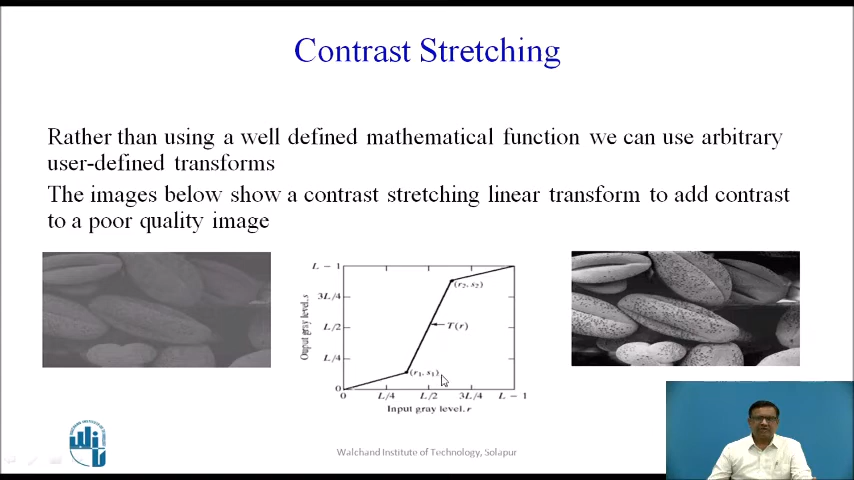 Contrast Stretching
Rather than using a well defined mathematical function we can use arbitrary
user-defined transforms
The images below show a contrast stretching linear transform to add contrast
to a poor quality image
L − 1
3L/4
L/2
L/4
0
Ouput gray level, s
(r₂, s₂)
T(r)
(r₁, s₁)
0 L/4 L/2 3L/4 L − 1
Input gray level, r
Walchand Institute of Technology, Solapur